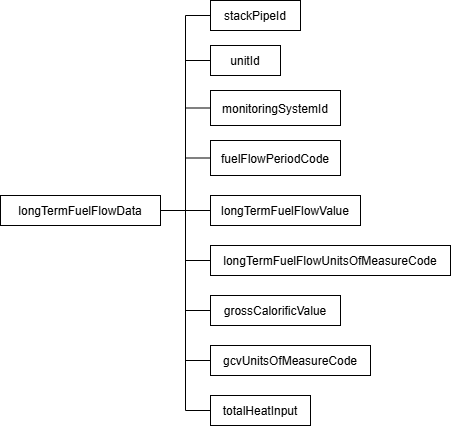 stackPipeId
unitId
monitoringSystemId
fuelFlowPeriodCode
longTermFuelFlowData
longTermFuelFlowValue
longTermFuelFlowUnitsOfMeasureCode
grossCalorificValue
gcvUnitsOfMeasureCode
totalHeatInput